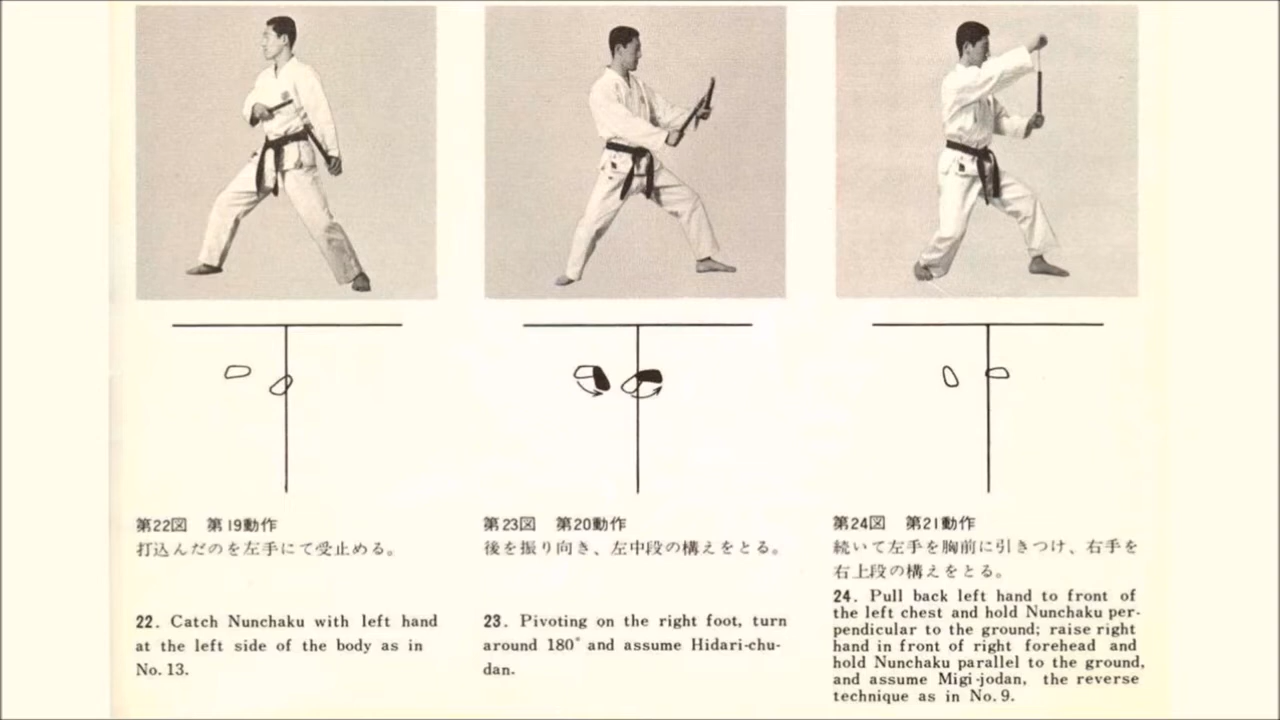 第22図　第19動作
打込んだのを左手にて受止める。
22. Catch Nunchaku with left hand
at the left side of the body as in
No. 13.
第23図　第20動作
後を振り向き、左中段の構えをとる。
23. Pivoting on the right foot, turn
around 180° and assume Hidari-chu-
dan.
第24図　第21動作
続いて左手を胸前に引きつけ、右手を
右上段の構えをとる。
24. Pull back left hand to front of
the left chest and hold Nunchaku per-
pendicular to the ground; raise right
hand in front of right forehead and
hold Nunchaku parallel to the ground,
and assume Migi-jodan, the reverse
technique as in No. 9.